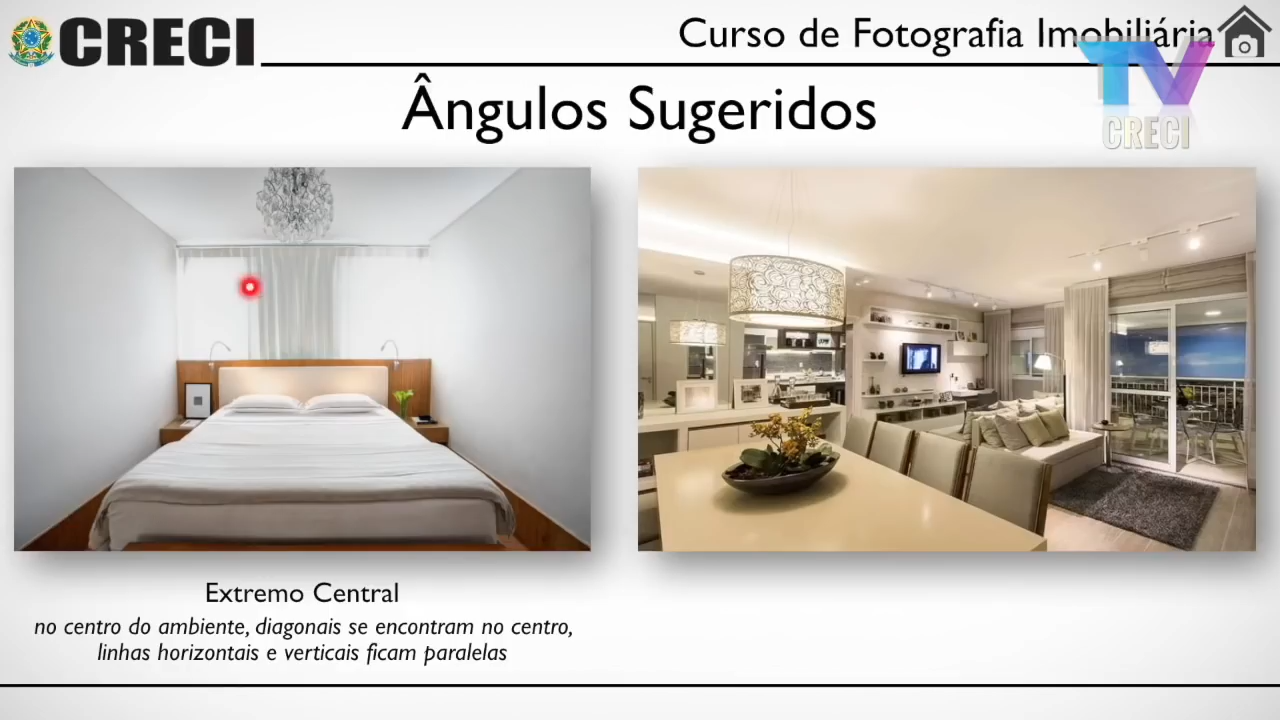 CRECI
Curso de Fotografia Imobiliária
TV
CRECI
Ângulos Sugeridos
Extremo Central
no centro do ambiente, diagonais se encontram no centro,
linhas horizontais e verticais ficam paralelas